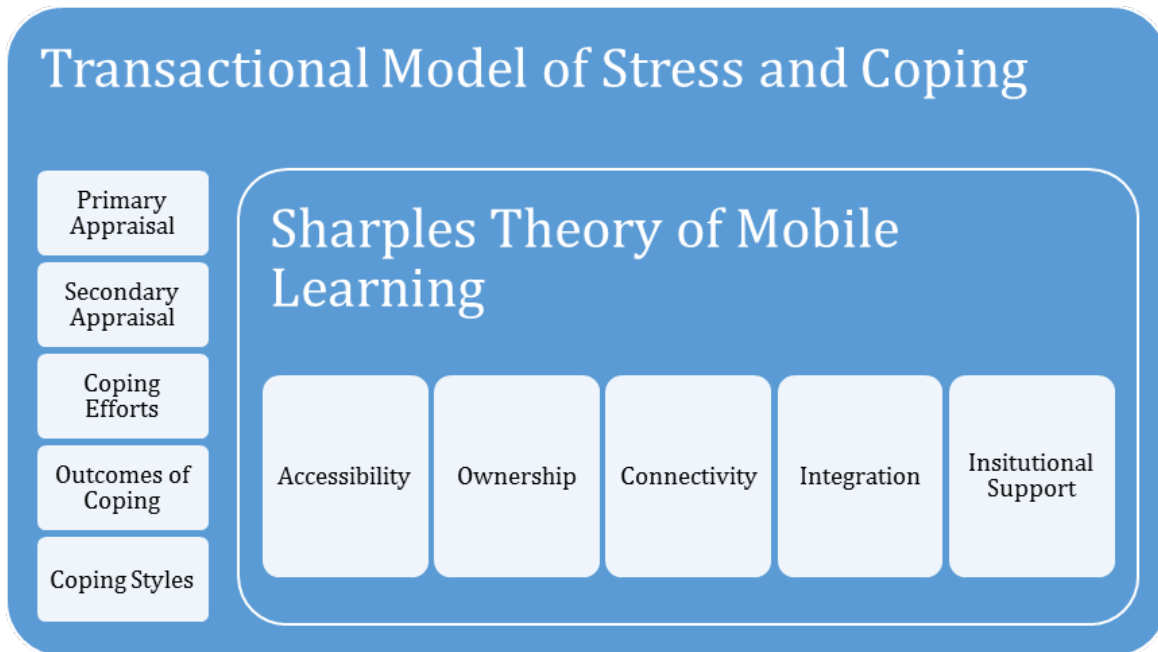 Transactional Model of Stress and Coping
Primary
Appraisal
Secondary
Appraisal
Coping
Efforts
Outcomes of
Coping
Coping Styles
Sharples Theory of Mobile
Learning
Accessibility
Ownership
Connectivity
Integration
Insitutional
Support